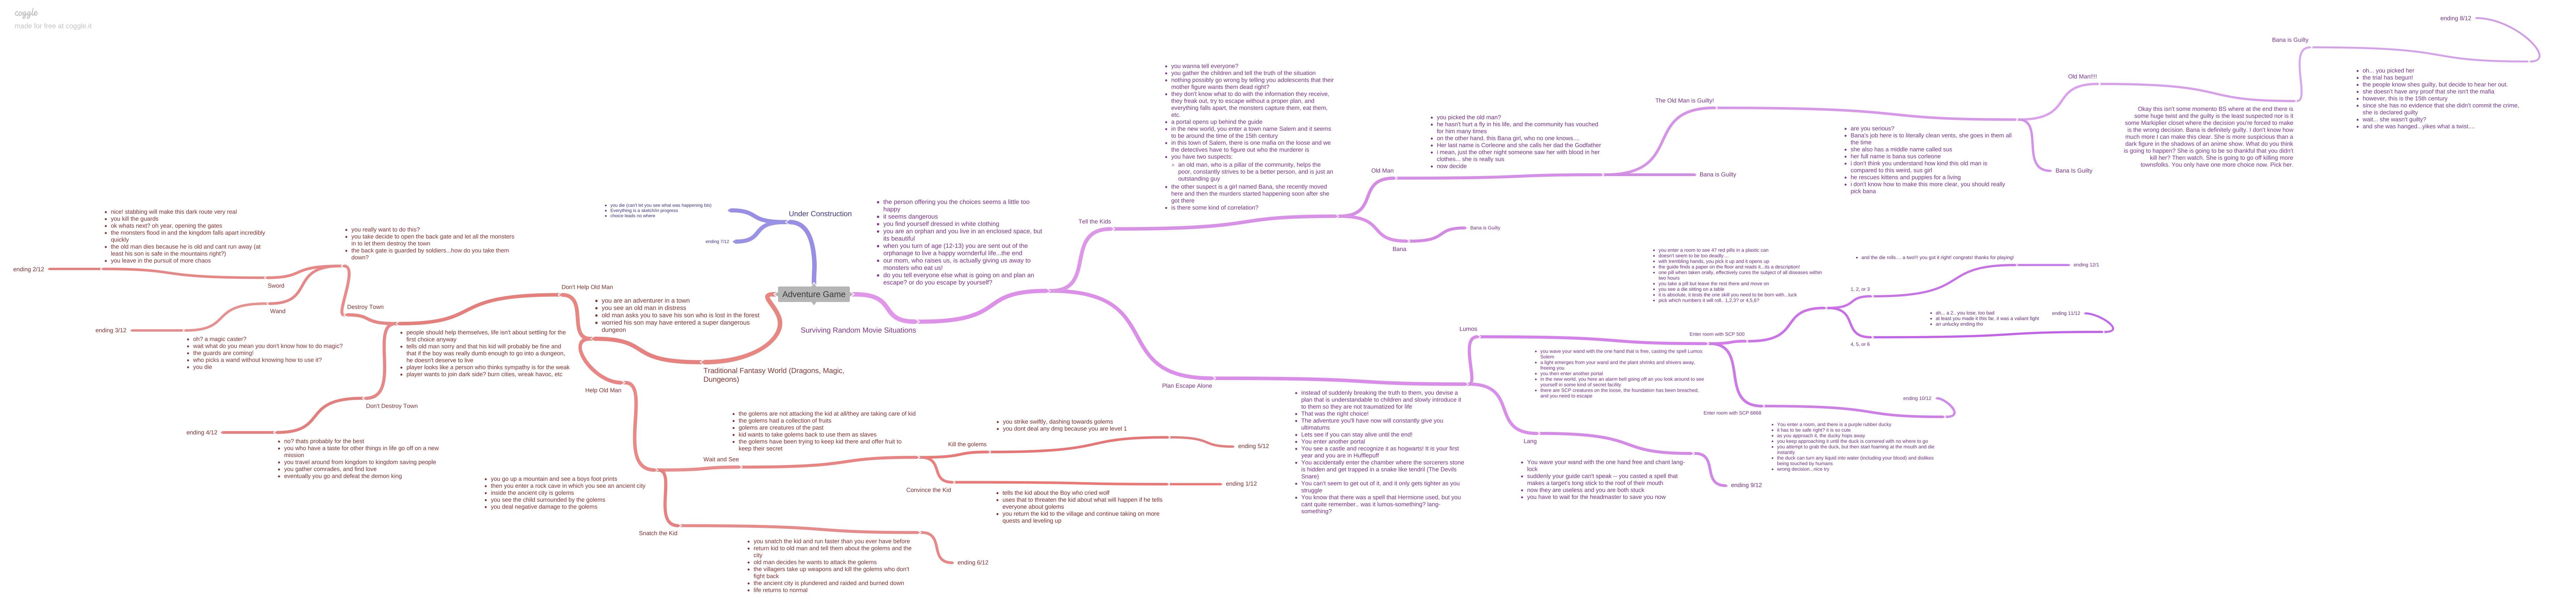 coggle
made for free at coggle.it
Adventure Game
Under Construction
you die (can't let you see what was happening bts)
Everything is a sketch/in progress
choice leads no where
ending 7/12
Traditional Fantasy World (Dragons, Magic,
Dungeons)
you are an adventurer in a town
you see an old man in distress
old man asks you to save his son who is lost in the forest
worried his son may have entered a super dangerous
dungeon
Don't Help Old Man
people should help themselves, life isn't about settling for the
first choice anyway
tells old man sorry and that his kid will probably be fine and
that if the boy was really dumb enough to go into a dungeon,
he doesn't deserve to live
player looks like a person who thinks sympathy is for the weak
player wants to join dark side? burn cities, wreak havoc, etc
Destroy Town
you really want to do this?
you take decide to open the back gate and let all the monsters
in to let them destroy the town
the back gate is guarded by soldiers...how do you take them
down?
Sword
nice! stabbing will make this dark route very real
you kill the guards
ok whats next? oh year, opening the gates
the monsters flood in and the kingdom falls apart incredibly
quickly
the old man dies because he is old and cant run away (at
least his son is safe in the mountains right?)
you leave in the pursuit of more chaos
ending 2/12
Wand
oh? a magic caster?
wait what do you mean you don't know how to do magic?
the guards are coming!
who picks a wand without knowing how to use it?
you die
ending 3/12
Don't Destroy Town
no? thats probably for the best
you who have a taste for other things in life go off on a new
mission
you travel around from kingdom to kingdom saving people
you gather comrades, and find love
eventually you go and defeat the demon king
ending 4/12
Help Old Man
you go up a mountain and see a boys foot prints
then you enter a rock cave in which you see an ancient city
inside the ancient city is golems
you see the child surrounded by the golems
you deal negative damage to the golems
Wait and See
the golems are not attacking the kid at all/they are taking care of kid
the golems had a collection of fruits
golems are creatures of the past
kid wants to take golems back to use them as slaves
the golems have been trying to keep kid there and offer fruit to
keep their secret
Kill the golems
you strike swiftly, dashing towards golems
you dont deal any dmg because you are level 1
ending 5/12
Convince the Kid
tells the kid about the Boy who cried wolf
uses that to threaten the kid about what will happen if he tells
everyone about golems
you return the kid to the village and continue taking on more
quests and leveling up
ending 1/12
Snatch the Kid
you snatch the kid and run faster than you ever have before
return kid to old man and tell them about the golems and the
city
old man decides he wants to attack the golems
the villagers take up weapons and kill the golems who don't
fight back
the ancient city is plundered and raided and burned down
life returns to normal
ending 6/12
Surviving Random Movie Situations
the person offering you the choices seems a little too
happy
it seems dangerous
you find yourself dressed in white clothing
you are an orphan and you live in an enclosed space, but
its beautiful
when you turn of age (12-13) you are sent out of the
orphanage to live a happy wornderful life...the end
our mom, who raises us, is actually giving us away to
monsters who eat us!
do you tell everyone else what is going on and plan an
escape? or do you escape by yourself?
Tell the Kids
you wanna tell everyone?
you gather the children and tell the truth of the situation
nothing possibly go wrong by telling you adolescents that their
mother figure wants them dead right?
they don't know what to do with the information they receive,
they freak out, try to escape without a proper plan, and
everything falls apart, the monsters capture them, eat them,
etc.
a portal opens up behind the guide
in the new world, you enter a town name Salem and it seems
to be around the time of the 15th century
in this town of Salem, there is one mafia on the loose and we
the detectives have to figure out who the murderer is
you have two suspects:
an old man, who is a pillar of the community, helps the
poor, constantly strives to be a better person, and is just an
outstanding guy
the other suspect is a girl named Bana, she recently moved
here and then the murders started happening soon after she
got there
is there some kind of correlation?
Old Man
you picked the old man?
he hasn't hurt a fly in his life, and the community has vouched
for him many times
on the other hand, this Bana girl, who no one knows....
Her last name is Corleone and she calls her dad the Godfather
i mean, just the other night someone saw her with blood in her
clothes... she is really sus
now decide
The Old Man is Guilty!
are you serious?
Bana's job here is to literally clean vents, she goes in them all
the time
she also has a middle name called sus
her full name is bana sus corleone
i don't think you understand how kind this old man is
compared to this weird, sus girl
he rescues kittens and puppies for a living
i don't know how to make this more clear, you should really
pick bana
Old Man!!!!
Okay this isn't some momento BS where at the end there is
some huge twist and the guilty is the least suspected nor is it
some Markiplier closet where the decision you're forced to make
is the wrong decision. Bana is definitely guilty. I don't know how
much more I can make this clear. She is more suspicious than a
dark figure in the shadows of an anime show. What do you think
is going to happen? She is going to be so thankful that you didn't
kill her? Then watch. She is going to go off killing more
townsfolks. You only have one more choice now. Pick her.
Bana is Guilty
oh... you picked her
the trial has begun!
the people know shes guilty, but decide to hear her out.
she doesn't have any proof that she isn't the mafia
however, this is the 15th century
since she has no evidence that she didn't commit the crime,
she is declared guilty
wait... she wasn't guilty?
and she was hanged...yikes what a twist....
ending 8/12
Bana Is Guilty
Bana is Guilty
Bana
Bana is Guilty
Plan Escape Alone
instead of suddenly breaking the truth to them, you devise a
plan that is understandable to children and slowly introduce it
to them so they are not traumatized for life
That was the right choice!
The adventure you'll have now will constantly give you
ultimatums
Lets see if you can stay alive until the end!
You enter another portal
You see a castle and recognize it as hogwarts! It is your first
year and you are in Hufflepuff
You accidentally enter the chamber where the sorcerers stone
is hidden and get trapped in a snake like tendril (The Devils
Snare)
You can't seem to get out of it, and it only gets tighter as you
struggle
You know that there was a spell that Hermione used, but you
cant quite remember.. was it lumos-something? lang-
something?
Lumos
you wave your wand with the one hand that is free, casting the spell Lumos
Solem
a light emerges from your wand and the plant shrinks and shivers away,
freeing you
you then enter another portal
in the new world, you here an alarm bell going off an you look around to see
yourself in some kind of secret facility
there are SCP creatures on the loose, the foundation has been breached,
and you need to escape
Enter room with SCP 500
you enter a room to see 47 red pills in a plastic can
doesn't seem to be too deadly....
with trembling hands, you pick it up and it opens up
the guide finds a paper on the floor and reads it...its a description!
one pill when taken orally, effectively cures the subject of all diseases within
two hours
you take a pill but leave the rest there and move on
you see a die sitting on a table
it is absolute, it tests the one skill you need to be born with...luck
pick which numbers it will roll.. 1,2,3? or 4,5,6?
1, 2, or 3
and the die rolls.... a two!!! you got it right! congrats! thanks for playing!
ending 12/1
4, 5, or 6
ah... a 2.. you lose, too bad
at least you made it this far, it was a valiant fight
an unlucky ending tho
ending 11/12
Enter room with SCP 6868
You enter a room, and there is a purple rubber ducky
it has to be safe right? it is so cute
as you approach it, the ducky hops away
you keep approaching it until the duck is cornered with no where to go
you attempt to grab the duck, but then start foaming at the mouth and die
instantly
the duck can turn any liquid into water (including your blood) and dislikes
being touched by humans
wrong decision...nice try
ending 10/12
Lang
You wave your wand with the one hand free and chant lang-
lock
suddenly your guide can't speak -- you casted a spell that
makes a target's tong stick to the roof of their mouth
now they are useless and you are both stuck
you have to wait for the headmaster to save you now
ending 9/12